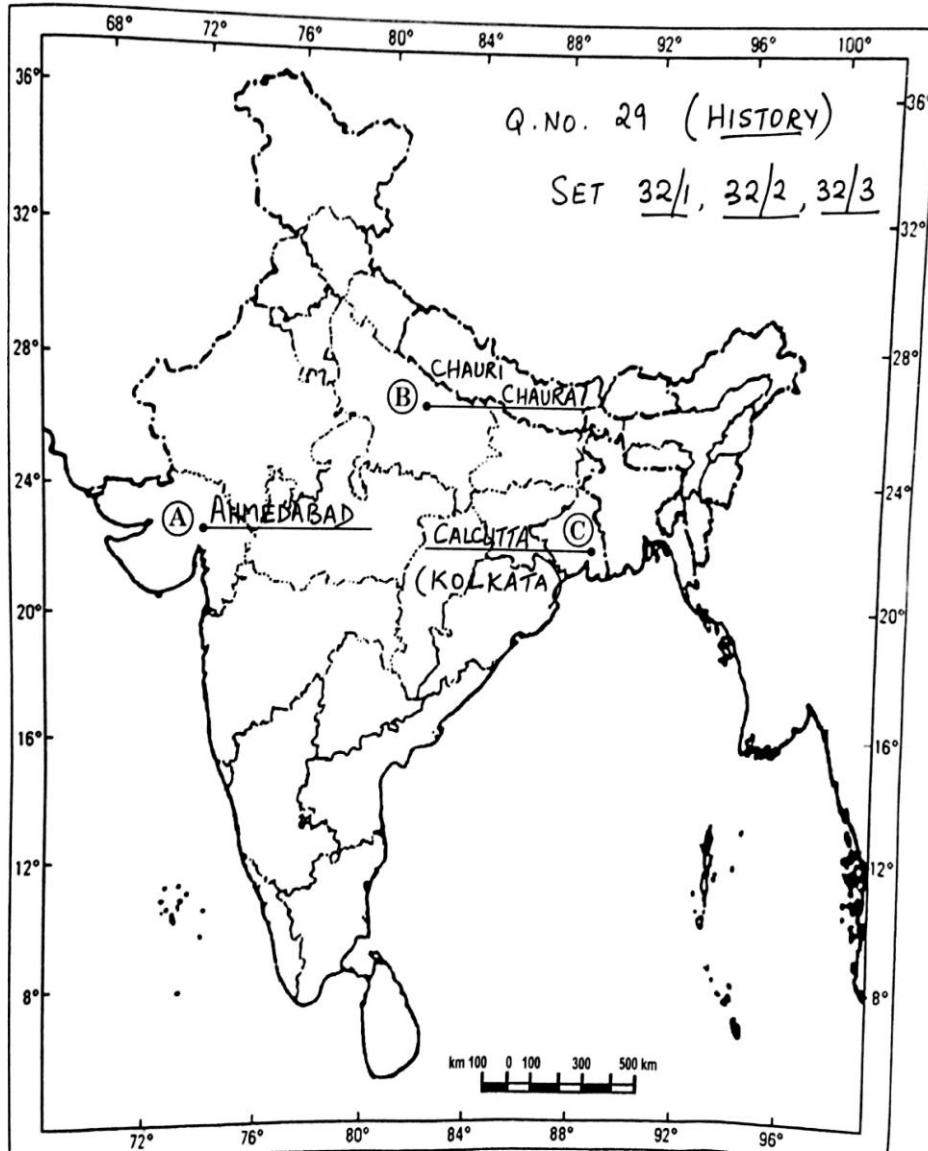 68° 72° 76° 80° 84° 88° 92° 96° 100°
36° 36°
Q.NO. 29 (HISTORY)
SET 32/1, 32/2, 32/3
32° 32°
28° 28°
CHAURI
B CHAURA
24° 24°
A AHMEDABAD
CALCUTTA C
(KOLKATA)
20° 20°
16° 16°
12° 12°
8° 8°
km 100 0 100 300 500 km
72° 76° 80° 84° 88° 92° 96°